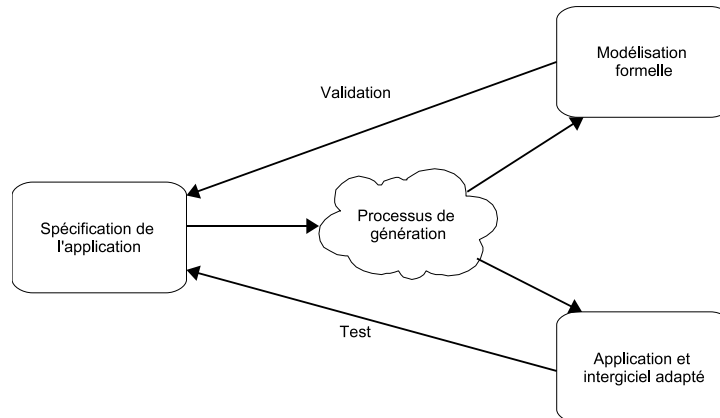 Modélisation
formelle
Validation
Spécification de
l'application
Processus de
génération
Test
Application et
intergiciel adapté